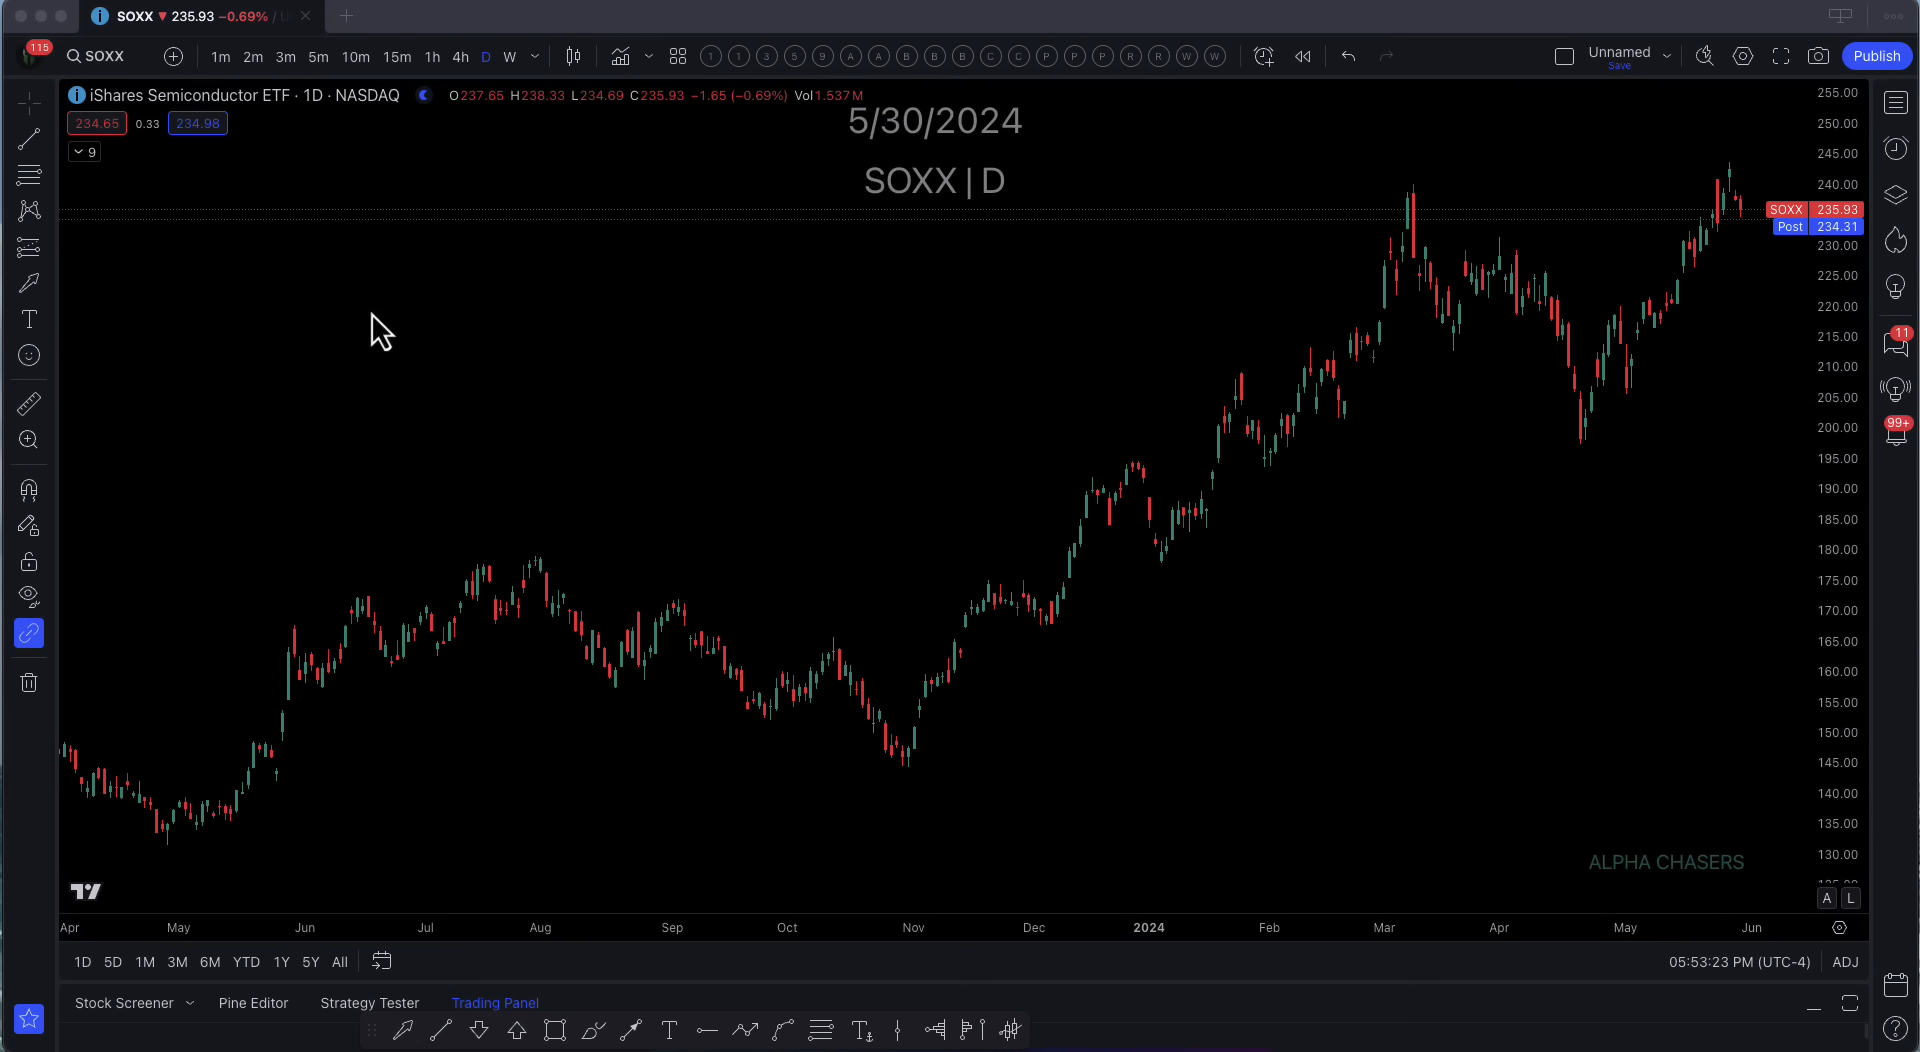 SOXX ▼ 235.93 −0.69% / U
115
SOXX 1m 2m 3m 5m 10m 15m 1h 4h D W 1 1 3 5 9 A A B B B C C P P P R R W W Unnamed Save Publish
iShares Semiconductor ETF · 1D · NASDAQ O237.65 H238.33 L234.69 C235.93 −1.65 (−0.69%) Vol1.537M
234.65 0.33 234.98
9
5/30/2024
SOXX | D
255.00
250.00
245.00
240.00
SOXX 235.93
Post 234.31
230.00
225.00
220.00
215.00
210.00
205.00
200.00
195.00
190.00
185.00
180.00
175.00
170.00
165.00
160.00
155.00
150.00
145.00
140.00
135.00
130.00
125.00
11
99+
ALPHA CHASERS
A L
Apr May Jun Jul Aug Sep Oct Nov Dec 2024 Feb Mar Apr May Jun
1D 5D 1M 3M 6M YTD 1Y 5Y All 05:53:23 PM (UTC-4) ADJ
Stock Screener Pine Editor Strategy Tester Trading Panel